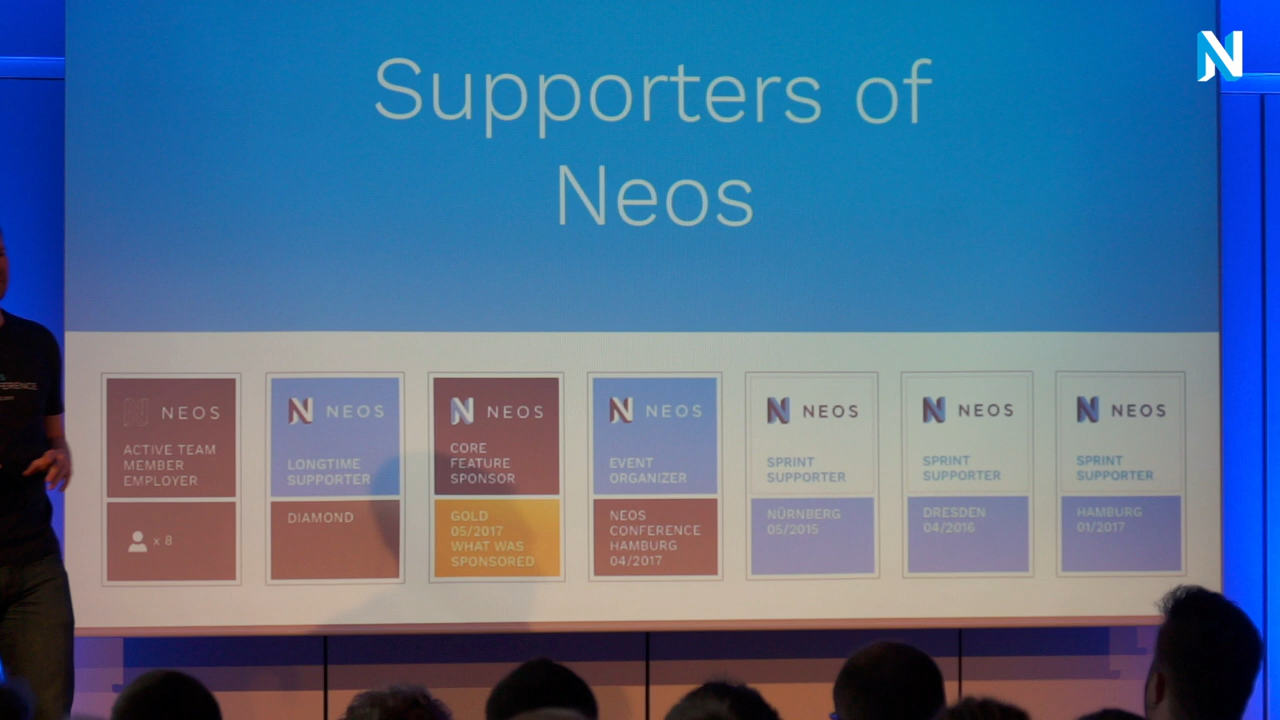 Supporters of
Neos
NEOS
ACTIVE TEAM
MEMBER
EMPLOYER
x 8
NEOS
LONGTIME
SUPPORTER
DIAMOND
NEOS
CORE
FEATURE
SPONSOR
GOLD
05/2017
WHAT WAS
SPONSORED
NEOS
EVENT
ORGANIZER
NEOS
CONFERENCE
HAMBURG
04/2017
NEOS
SPRINT
SUPPORTER
NÜRNBERG
05/2015
NEOS
SPRINT
SUPPORTER
DRESDEN
04/2016
NEOS
SPRINT
SUPPORTER
HAMBURG
01/2017